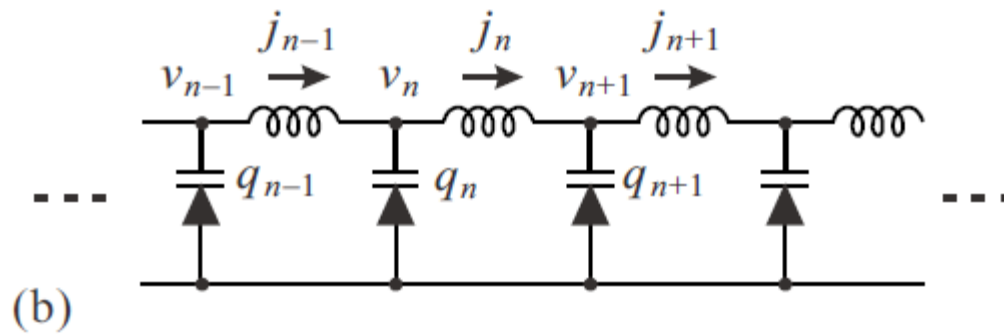 j_{n−1} j_n j_{n+1}
v_{n−1} v_n v_{n+1}
q_{n−1} q_n q_{n+1}
(b)